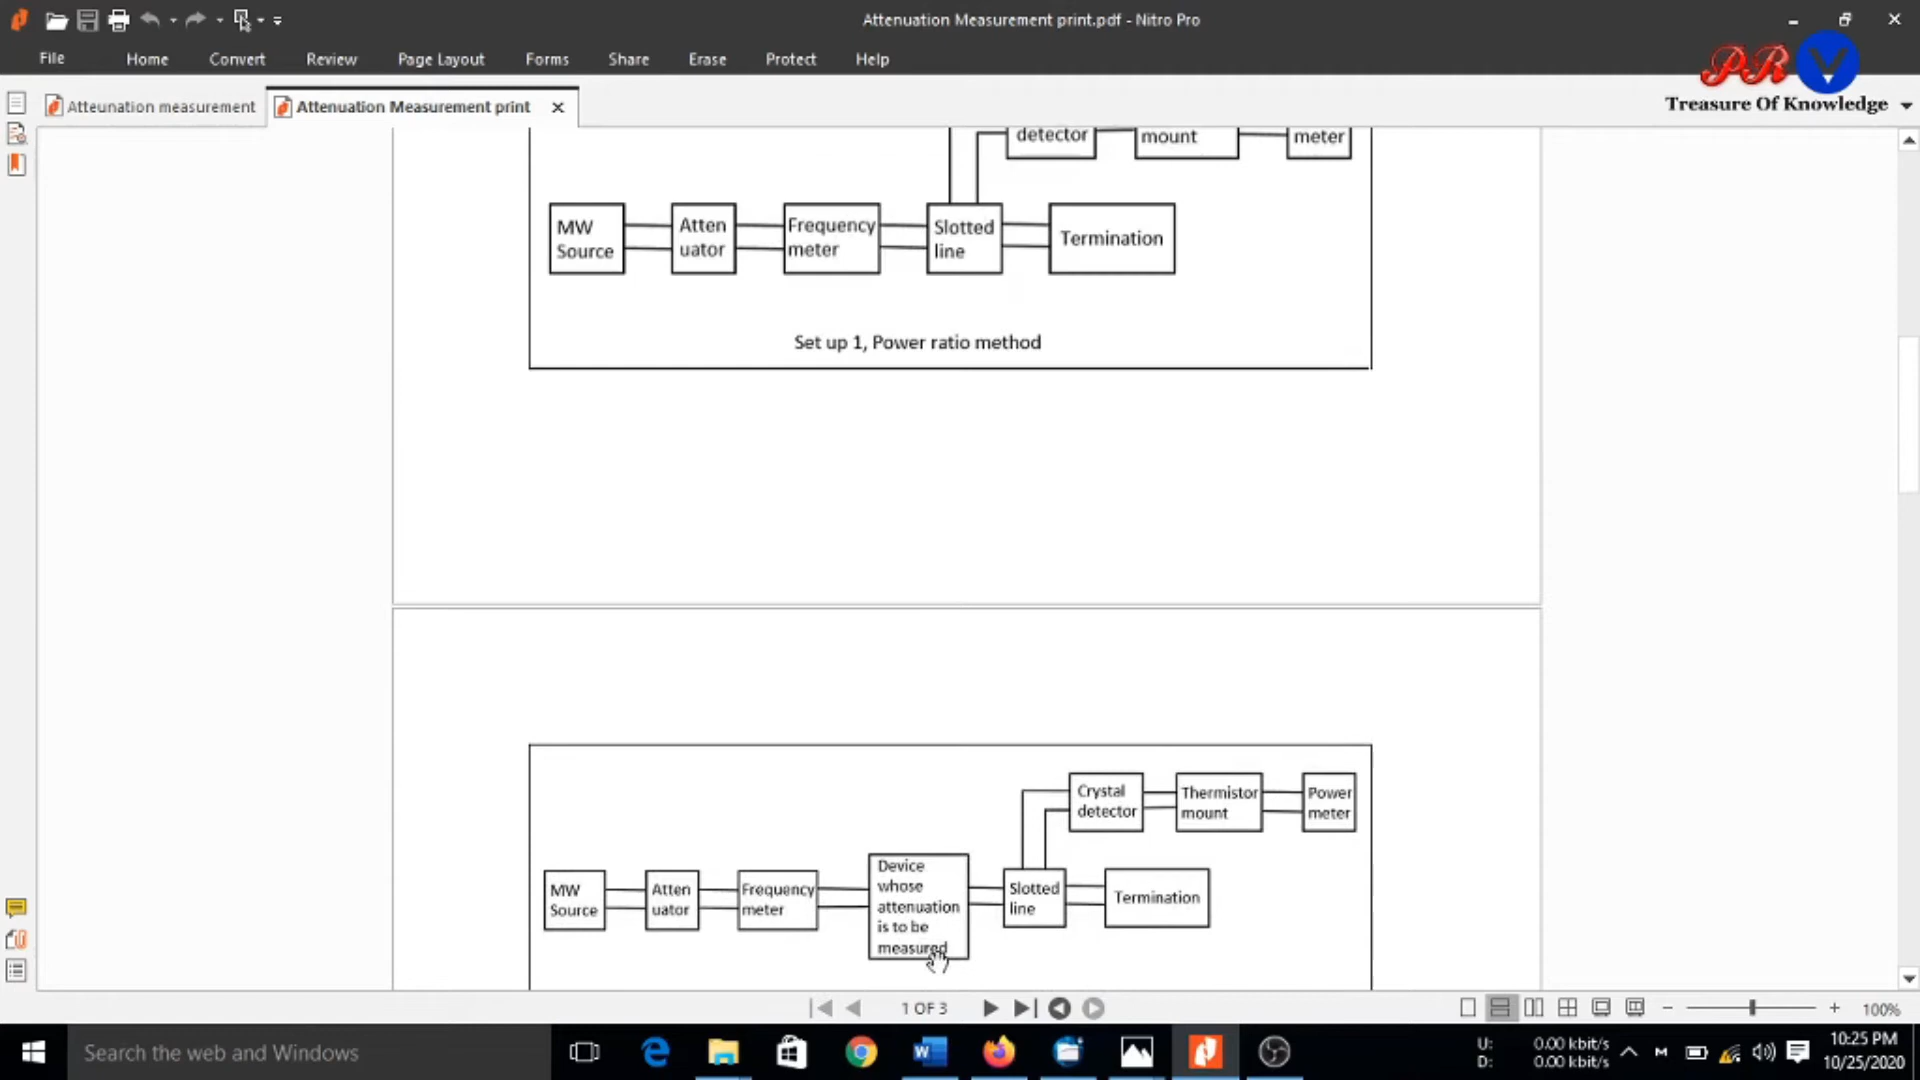 Attenuation Measurement print.pdf - Nitro Pro
File Home Convert Review Page Layout Forms Share Erase Protect Help
PR V
Treasure Of Knowledge
Atteunation measurement
Attenuation Measurement print
detector
mount
meter
MW
Source
Atten
uator
Frequency
meter
Slotted
line
Termination
Set up 1, Power ratio method
Crystal
detector
Thermistor
mount
Power
meter
MW
Source
Atten
uator
Frequency
meter
Device
whose
attenuation
is to be
measured
Slotted
line
Termination
1 OF 3
100%
Search the web and Windows
U: 0.00 kbit/s
D: 0.00 kbit/s
10:25 PM
10/25/2020